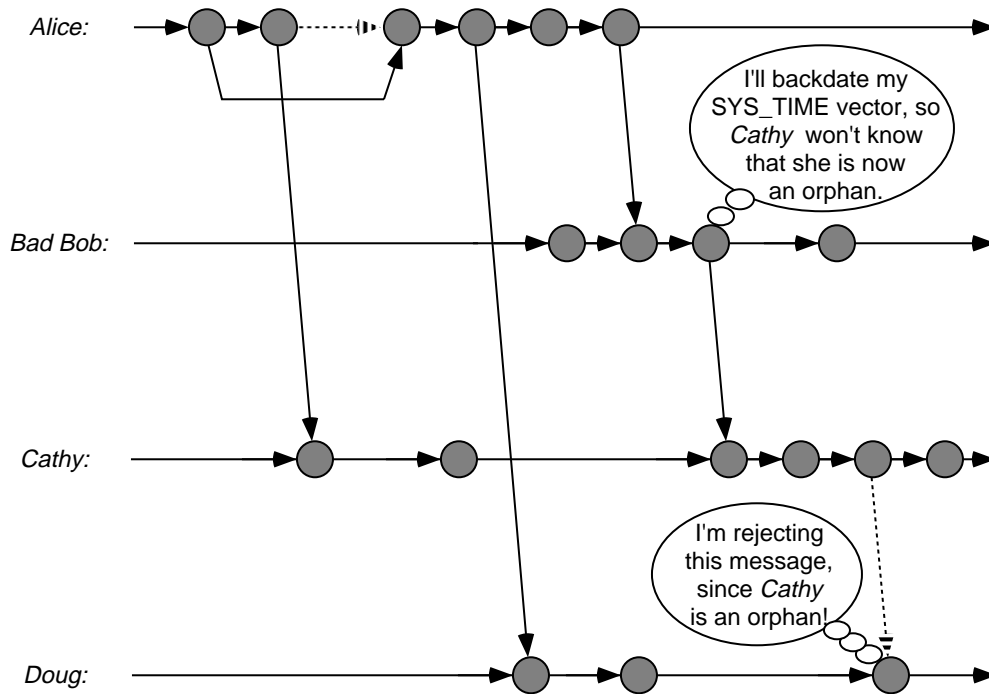 Alice:
I'll backdate my
SYS_TIME vector, so
Cathy won't know
that she is now
an orphan.
Bad Bob:
Cathy:
I'm rejecting
this message,
since Cathy
is an orphan!
Doug: